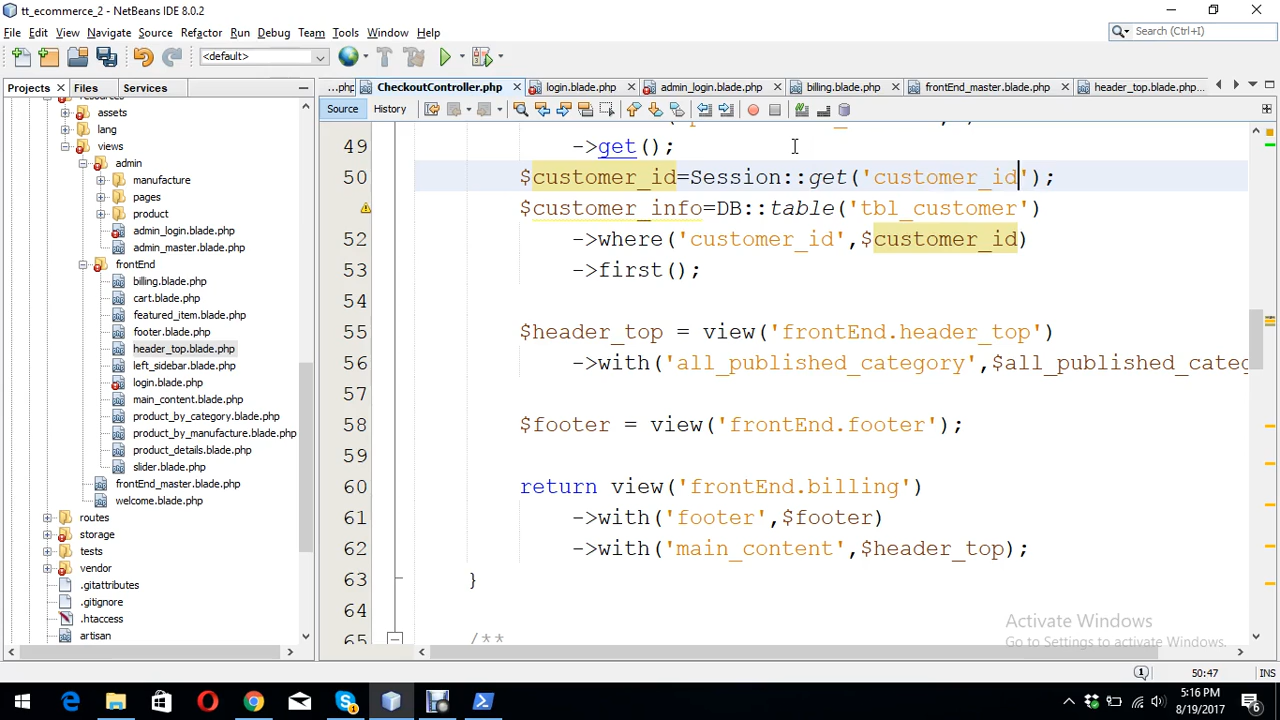 tt_ecommerce_2 - NetBeans IDE 8.0.2
File Edit View Navigate Source Refactor Run Debug Team Tools Window Help
Search (Ctrl+I)
<default>
Projects Files Services
...php CheckoutController.php login.blade.php admin_login.blade.php billing.blade.php frontEnd_master.blade.php header_top.blade.php...
Source History
assets
lang
views
admin
manufacture
pages
product
admin_login.blade.php
admin_master.blade.php
frontEnd
billing.blade.php
cart.blade.php
featured_item.blade.php
footer.blade.php
header_top.blade.php
left_sidebar.blade.php
login.blade.php
main_content.blade.php
product_by_category.blade.php
product_by_manufacture.blade.php
product_details.blade.php
slider.blade.php
frontEnd_master.blade.php
welcome.blade.php
routes
storage
tests
vendor
.gitattributes
.gitignore
.htaccess
artisan
49 ->get();
50 $customer_id=Session::get('customer_id');
$customer_info=DB::table('tbl_customer')
52 ->where('customer_id',$customer_id)
53 ->first();
54
55 $header_top = view('frontEnd.header_top')
56 ->with('all_published_category',$all_published_categ
57
58 $footer = view('frontEnd.footer');
59
60 return view('frontEnd.billing')
61 ->with('footer',$footer)
62 ->with('main_content',$header_top);
63 }
64
65 /**
Activate Windows
Go to Settings to activate Windows.
1 50:47 INS
5:16 PM
8/19/2017
6